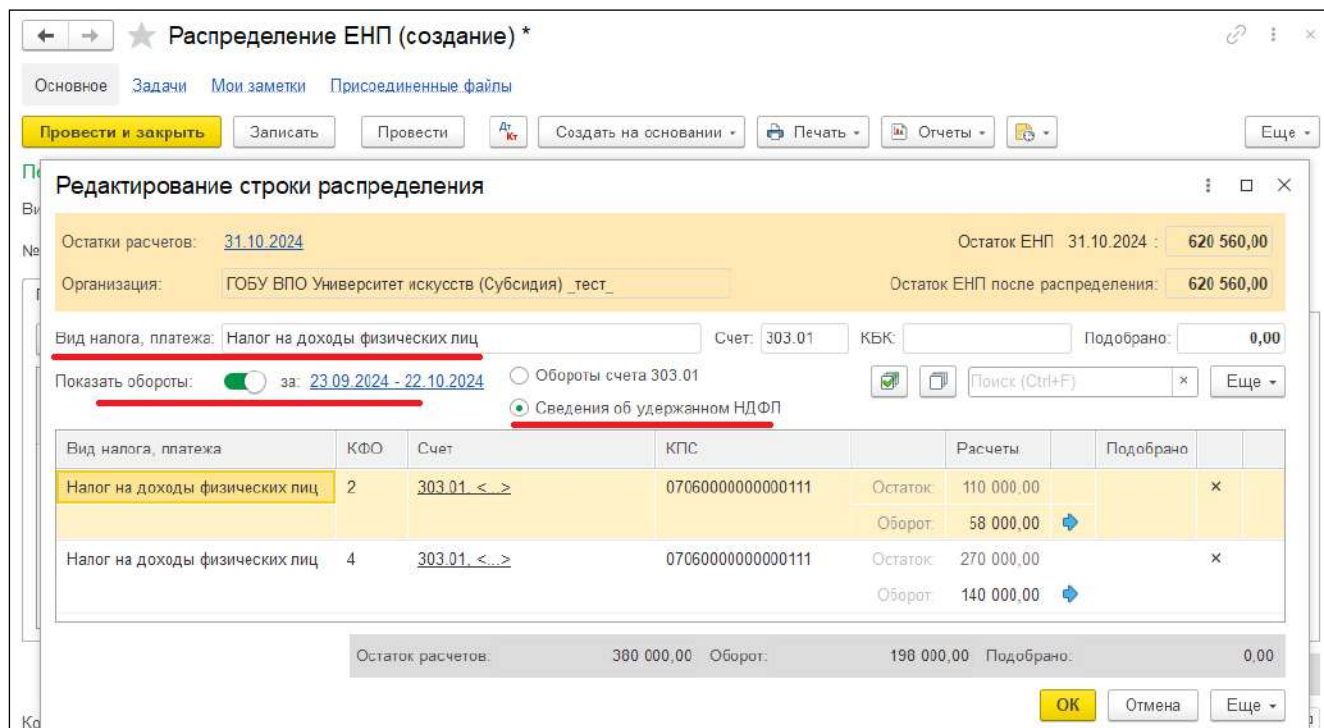 Распределение ЕНП (создание) *
Основное Задачи Мои заметки Присоединенные файлы
Провести и закрыть Записать Провести Дт Кт Создать на основании Печать Отчеты Еще
Редактирование строки распределения
Ви
Остатки расчетов: 31.10.2024 Остаток ЕНП 31.10.2024 : 620 560,00
№
Организация: ГОБУ ВПО Университет искусств (Субсидия) _тест_ Остаток ЕНП после распределения: 620 560,00
Вид налога, платежа: Налог на доходы физических лиц Счет: 303.01 КБК: Подобрано: 0,00
Показать обороты: за: 23.09.2024 - 22.10.2024 Обороты счета 303.01 Поиск (Ctrl+F) × Еще
Сведения об удержанном НДФЛ
Вид налога, платежа КФО Счет КПС Расчеты Подобрано
Налог на доходы физических лиц 2 303.01, <...> 07060000000000111 Остаток: 110 000,00 ×
Оборот: 58 000,00
Налог на доходы физических лиц 4 303.01, <...> 07060000000000111 Остаток: 270 000,00 ×
Оборот: 140 000,00
Остаток расчетов: 380 000,00 Оборот: 198 000,00 Подобрано: 0,00
ОК Отмена Еще